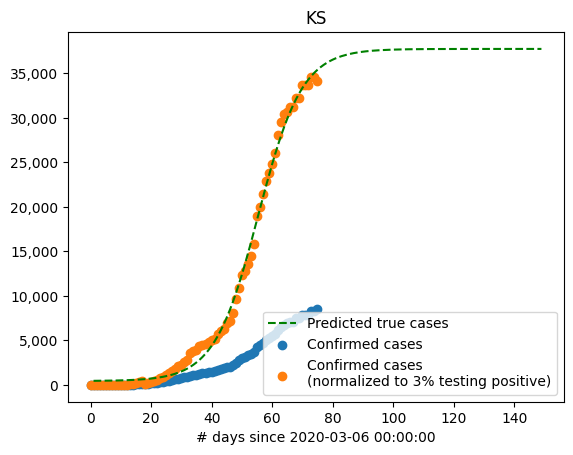 KS
35,000
30,000
25,000
20,000
15,000
10,000
5,000
0
Predicted true cases
Confirmed cases
Confirmed cases
(normalized to 3% testing positive)
0 20 40 60 80 100 120 140
# days since 2020-03-06 00:00:00